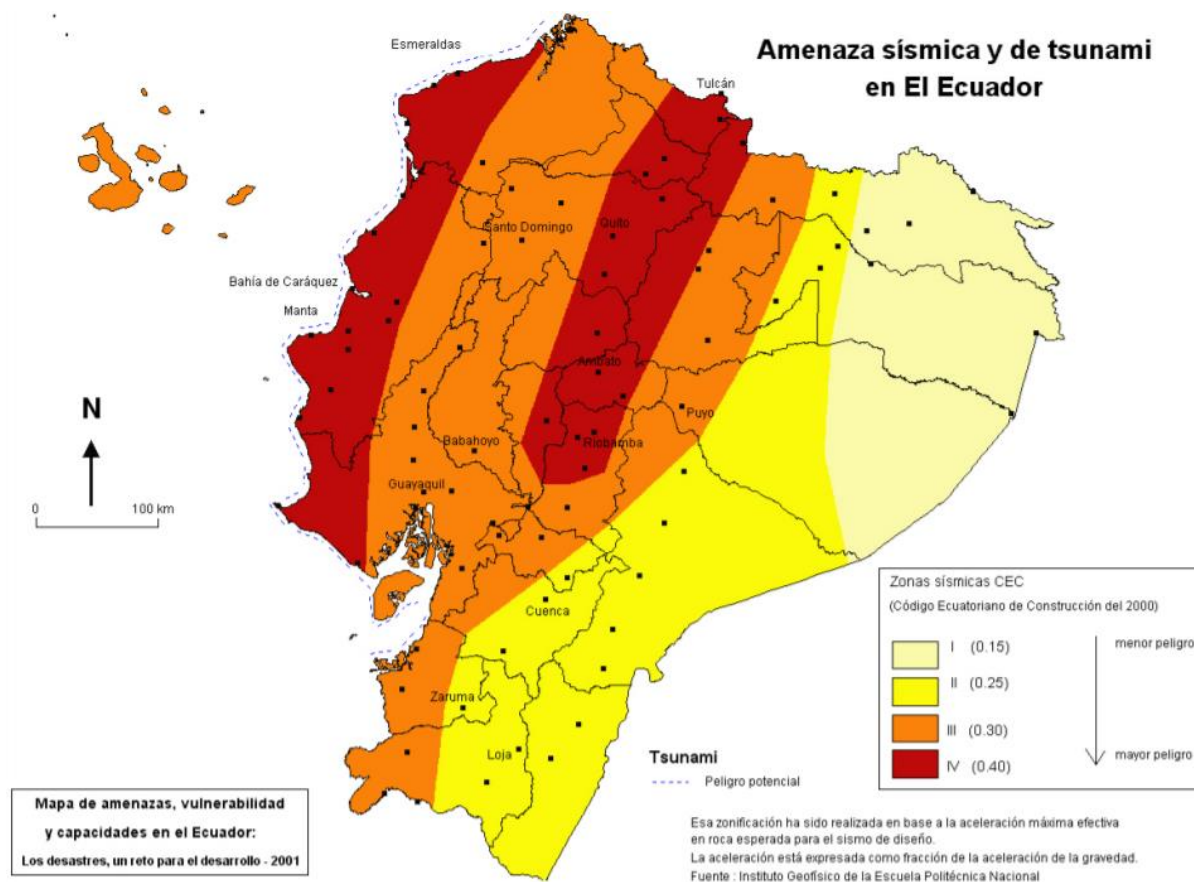 Amenaza sísmica y de tsunami
en El Ecuador
Esmeraldas
Tulcán
Quito
Santo Domingo
Bahía de Caráquez
Manta
Ambato
Puyo
Babahoyo
Riobamba
Guayaquil
Cuenca
Zaruma
Loja
N
0 100 km
Zonas sísmicas CEC
(Código Ecuatoriano de Construcción del 2000)
I (0.15) menor peligro
II (0.25)
III (0.30)
IV (0.40) mayor peligro
Tsunami
Peligro potencial
Mapa de amenazas, vulnerabilidad
y capacidades en el Ecuador:
Los desastres, un reto para el desarrollo - 2001
Esa zonificación ha sido realizada en base a la aceleración máxima efectiva
en roca esperada para el sismo de diseño.
La aceleración está expresada como fracción de la aceleración de la gravedad.
Fuente : Instituto Geofísico de la Escuela Politécnica Nacional